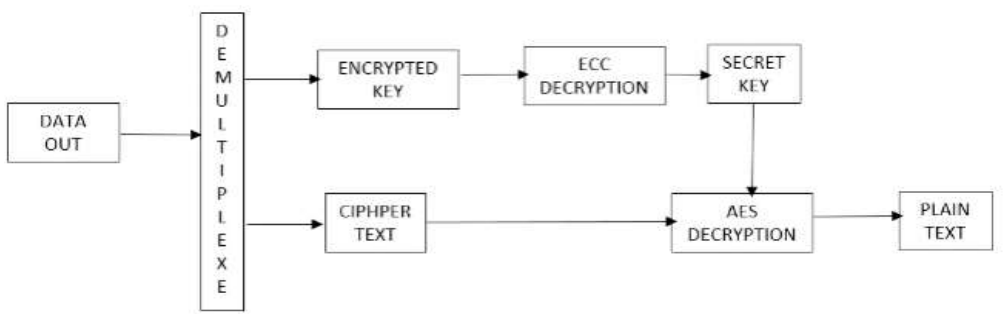 DATA
OUT
D
E
M
U
L
T
I
P
L
E
X
E
ENCRYPTED
KEY
ECC
DECRYPTION
SECRET
KEY
CIPHPER
TEXT
AES
DECRYPTION
PLAIN
TEXT